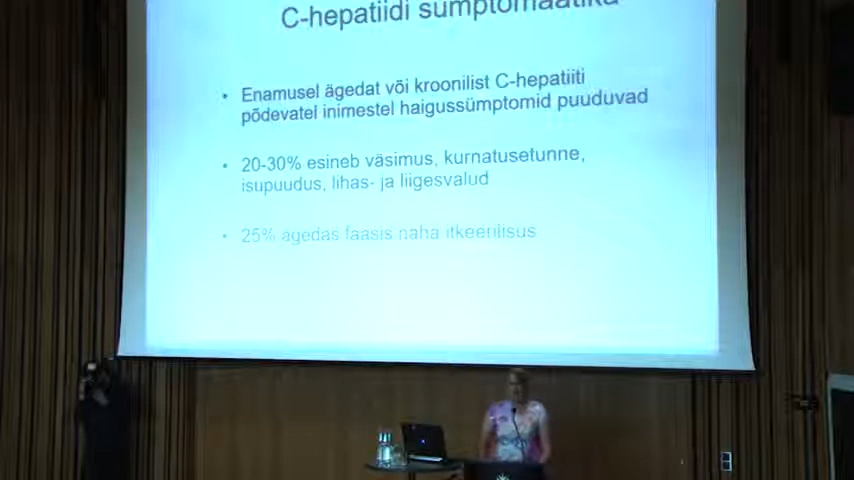 C-hepatiidi sümptomaatika
• Enamusel ägedat või kroonilist C-hepatiiti
põdevatel inimestel haigussümptomid puuduvad
• 20-30% esineb väsimus, kurnatusetunne,
isupuudus, lihas- ja liigesvalud
• 25% ägedas faasis naha ikteerilisus